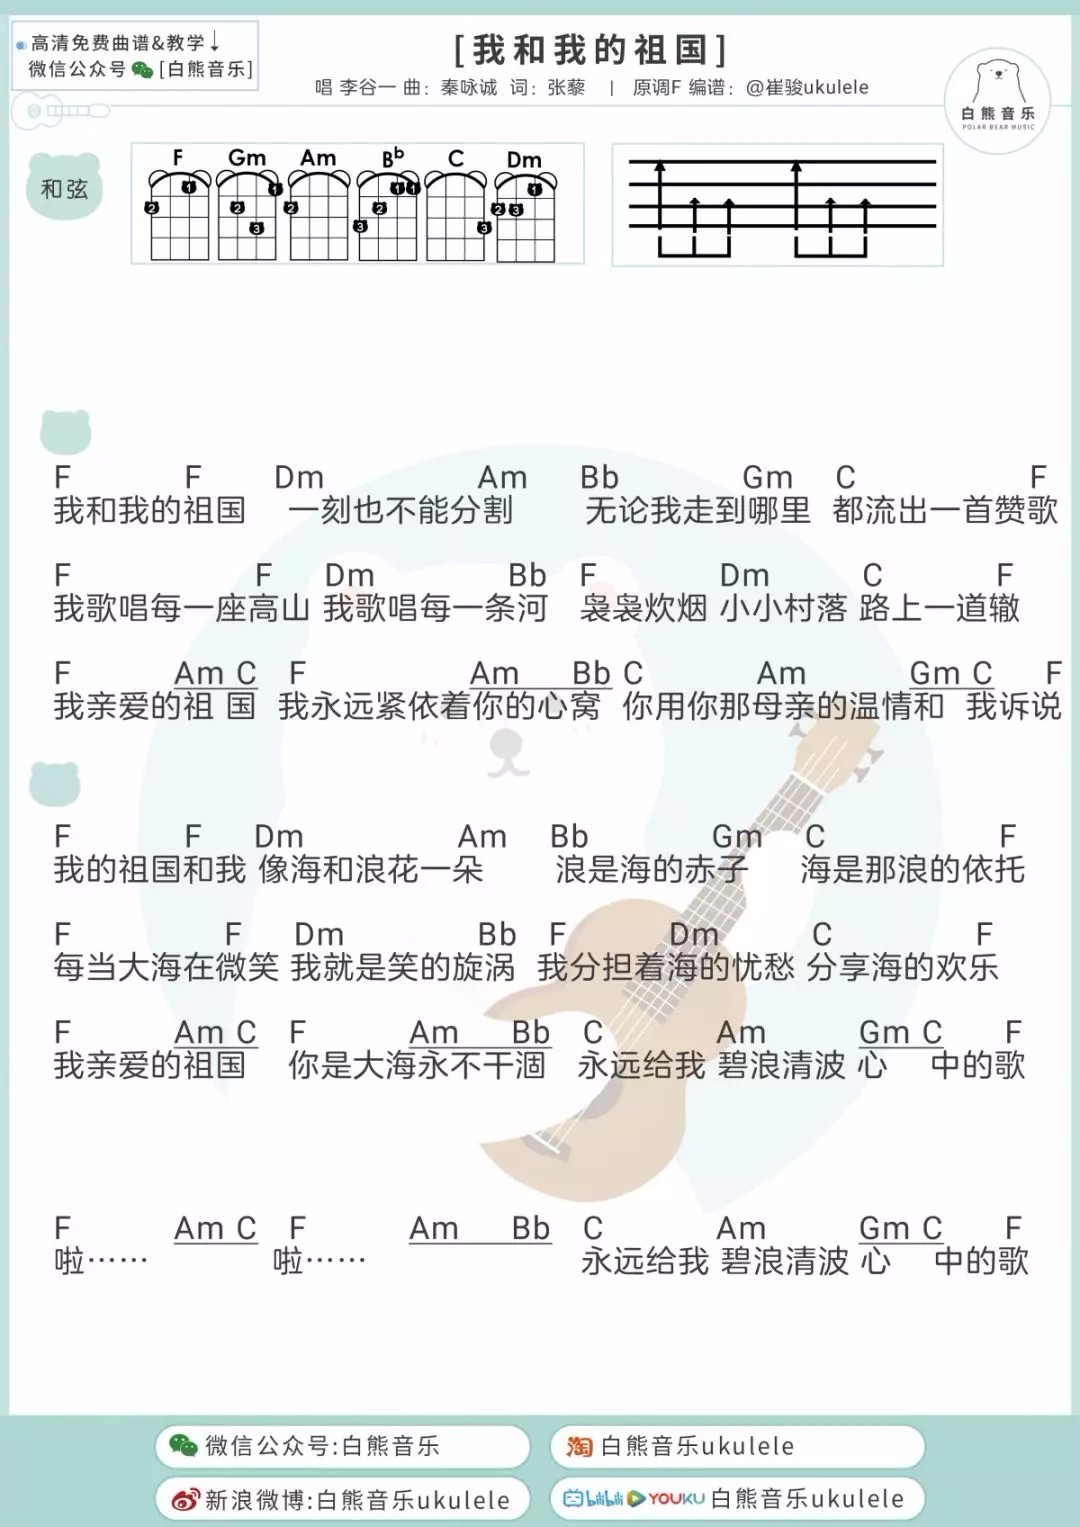 高清免费曲谱&教学↓
微信公众号 [白熊音乐]
[我和我的祖国]
唱 李谷一 曲：秦咏诚 词：张藜 | 原调F 编谱：@崔骏ukulele
白熊音乐
POLAR BEAR MUSIC
和弦
F Gm Am Bb C Dm
1 2
1 2 3
2
1 1 2 3
3
1 2 3
F F Dm Am Bb Gm C F
我和我的祖国 一刻也不能分割 无论我走到哪里 都流出一首赞歌
F F Dm Bb F Dm C F
我歌唱每一座高山 我歌唱每一条河 袅袅炊烟 小小村落 路上一道辙
F Am C F Am Bb C Am Gm C F
我亲爱的祖 国 我永远紧依着你的心窝 你用你那母亲的温情和 我诉说
F F Dm Am Bb Gm C F
我的祖国和我 像海和浪花一朵 浪是海的赤子 海是那浪的依托
F F Dm Bb F Dm C F
每当大海在微笑 我就是笑的旋涡 我分担着海的忧愁 分享海的欢乐
F Am C F Am Bb C Am Gm C F
我亲爱的祖国 你是大海永不干涸 永远给我 碧浪清波 心 中的歌
F Am C F Am Bb C Am Gm C F
啦…… 啦…… 永远给我 碧浪清波 心 中的歌
微信公众号:白熊音乐
淘 白熊音乐ukulele
新浪微博:白熊音乐ukulele
bilibili YOUKU 白熊音乐ukulele